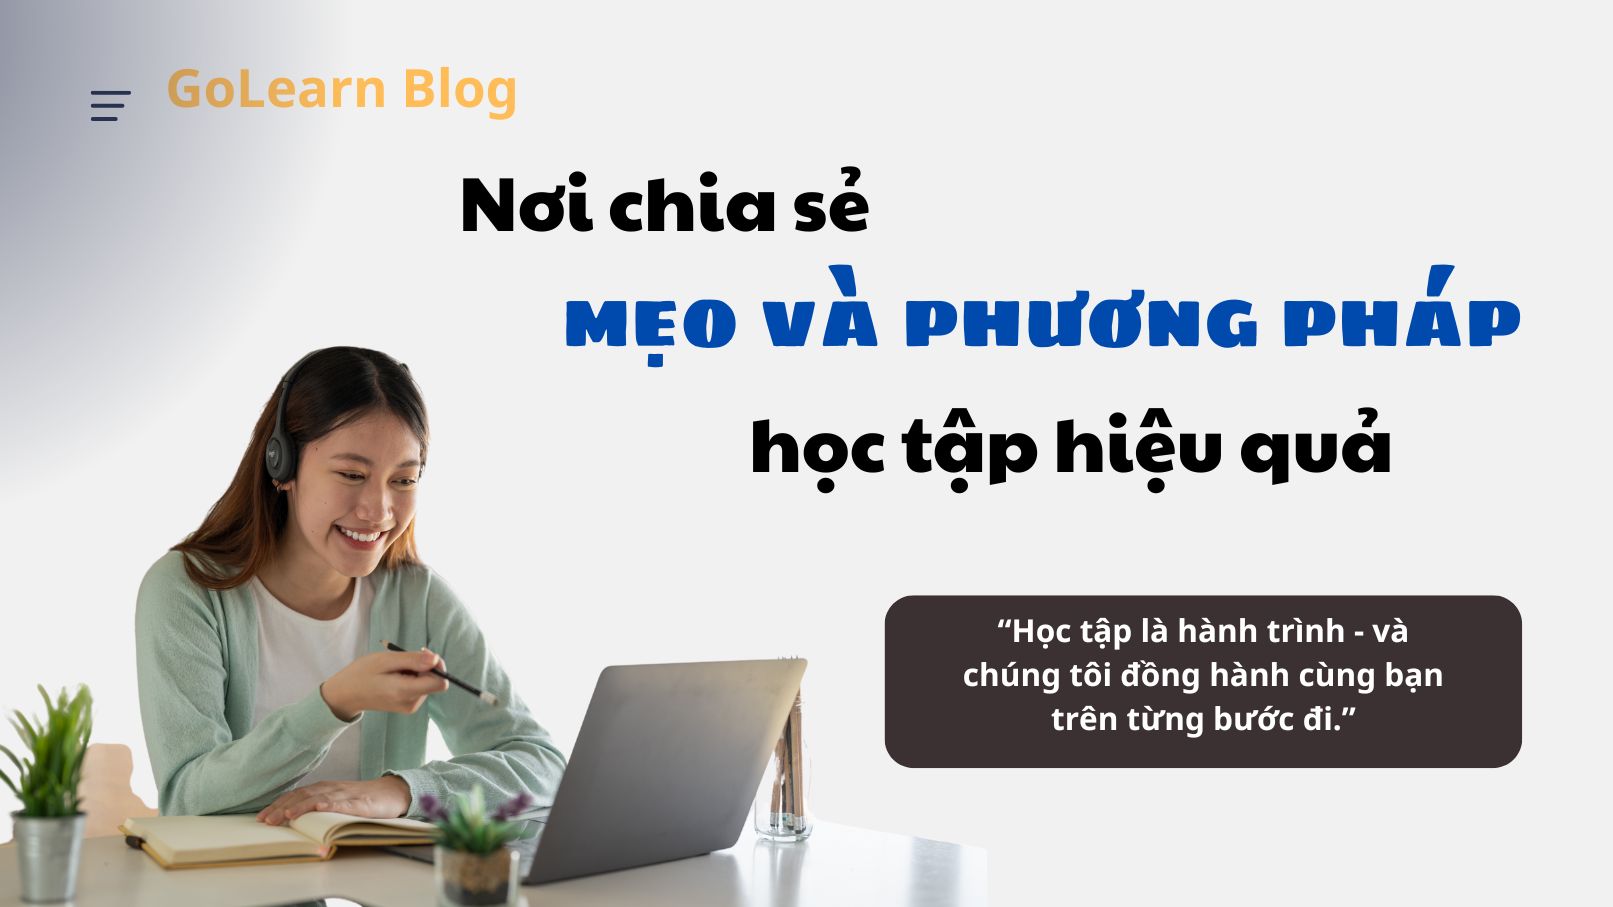 GoLearn Blog
Nơi chia sẻ
MẸO VÀ PHƯƠNG PHÁP
học tập hiệu quả
“Học tập là hành trình - và
chúng tôi đồng hành cùng bạn
trên từng bước đi.”